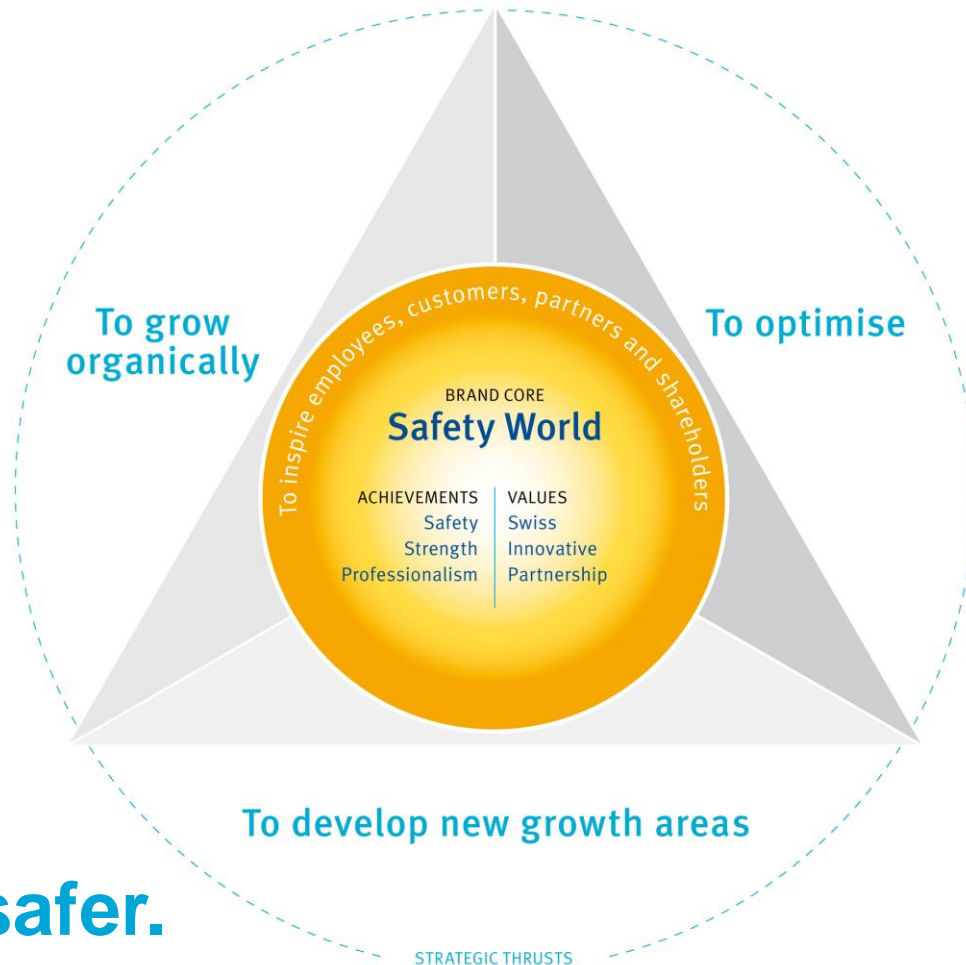 To grow
organically
To optimise
To inspire employees, customers, partners and shareholders
BRAND CORE
Safety World
ACHIEVEMENTS
Safety
Strength
Professionalism
VALUES
Swiss
Innovative
Partnership
To develop new growth areas
safer.
STRATEGIC THRUSTS